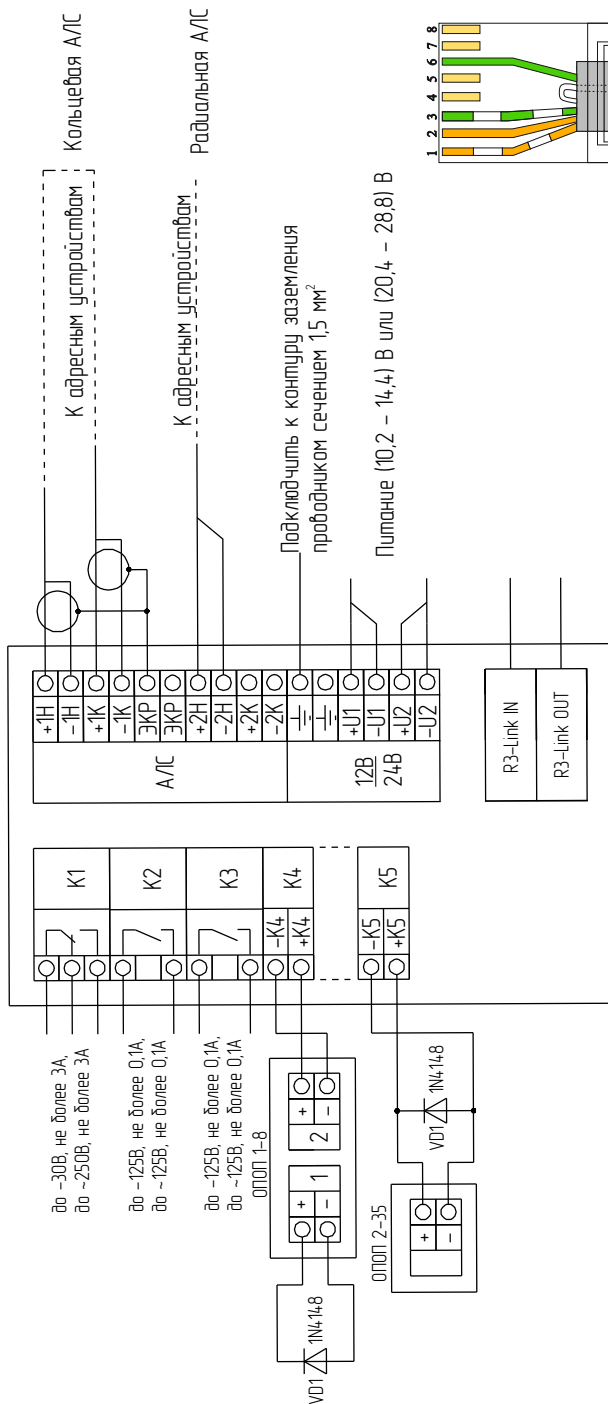 Кольцевая АЛС
К адресным устройствам
Радиальная АЛС
К адресным устройствам
Подключить к контуру заземления
проводником сечением 1,5 мм²
Питание (10,2 - 14,4) В или (20,4 - 28,8) В
1 2 3 4 5 6 7 8
+1Н
-1Н
+1К
-1К
ЭКР
ЭКР
+2Н
-2Н
+2К
-2К
+U1
-U1
+U2
-U2
АЛС
12В
24В
R3-Link IN
R3-Link OUT
К1
К2
К3
К4
-К4
+К4
К5
-К5
+К5
до -30В, не более 3А,
до ~250В, не более 3А
до -125В, не более 0,1А,
до ~125В, не более 0,1А
до -125В, не более 0,1А,
до ~125В, не более 0,1А
ОПОП 1-8
+ 1
-
+ 2
-
VD1 1N4148
ОПОП 2-35
+
-
VD1 1N4148